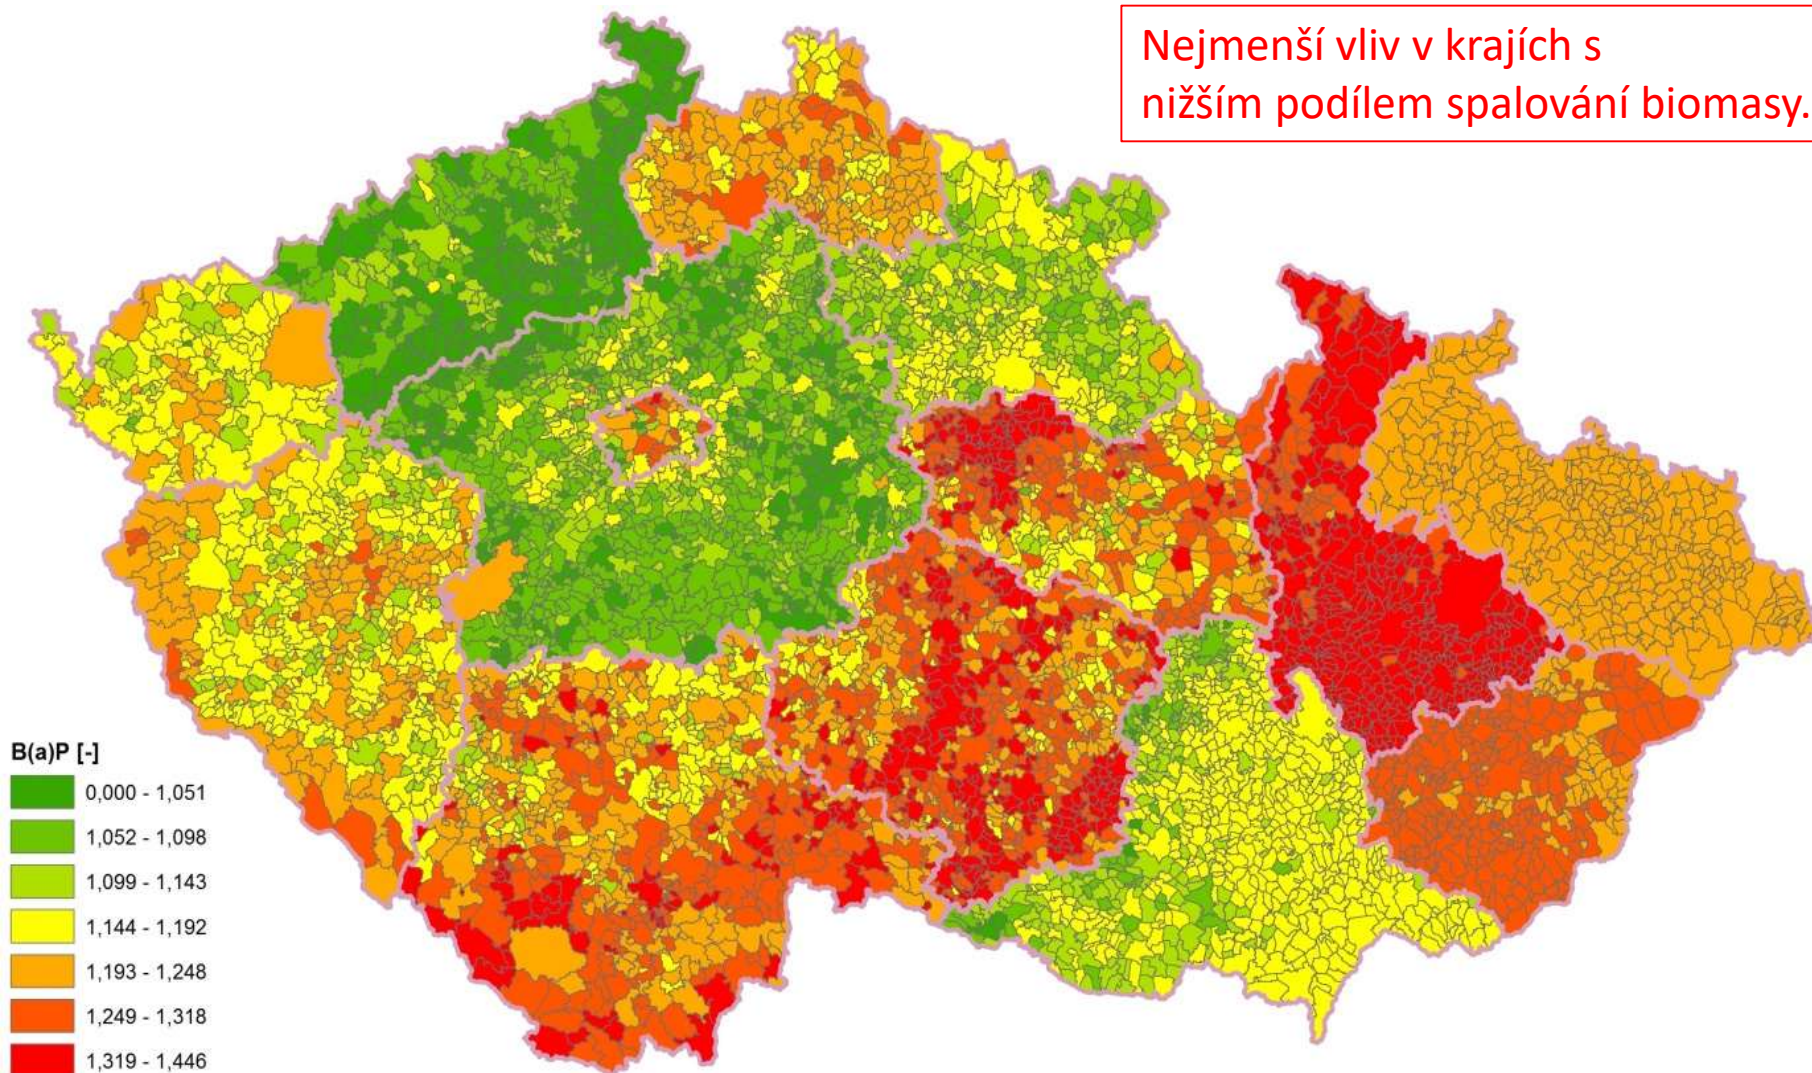 Nejmenší vliv v krajích s
nižším podílem spalování biomasy.
B(a)P [-]
0,000 - 1,051
1,052 - 1,098
1,099 - 1,143
1,144 - 1,192
1,193 - 1,248
1,249 - 1,318
1,319 - 1,446